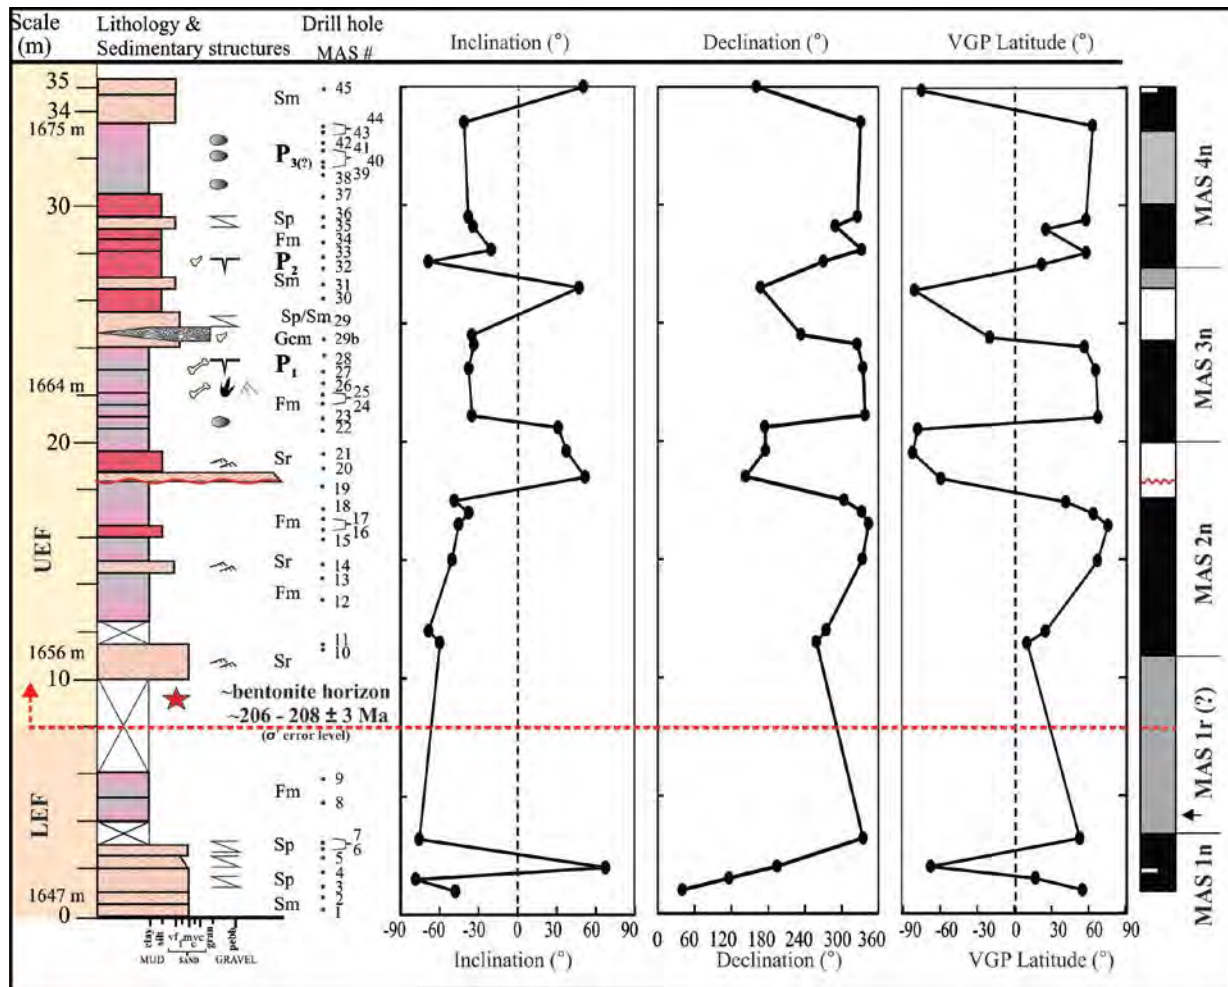 Scale (m)
Lithology & Sedimentary structures
Drill hole MAS #
Inclination (°)
Declination (°)
VGP Latitude (°)
35
34
1675 m
30
1664 m
20
1656 m
10
1647 m
0
UEF
LEF
Sm
P3(?)
Sp
Fm
P2
Sm
Sp/Sm
Gcm
P1
Fm
Sr
Fm
Sr
Fm
Sr
~bentonite horizon
~206 - 208 ± 3 Ma
(σ error level)
Fm
Sp
Sp
Sm
45
44
43
42
41
40
39
38
37
36
35
34
33
32
31
30
29
29b
28
27
26
25
24
23
22
21
20
19
18
17
16
15
14
13
12
11
10
9
8
7
6
5
4
3
2
1
MAS 4n
MAS 3n
MAS 2n
MAS 1r (?)
MAS 1n
clay
silt
vf
f
m
c
vc
gran.
pebb.
MUD
SAND
GRAVEL
-90 -60 -30 0 30 60 90
Inclination (°)
0 60 120 180 240 300 360
Declination (°)
-90 -60 -30 0 30 60 90
VGP Latitude (°)